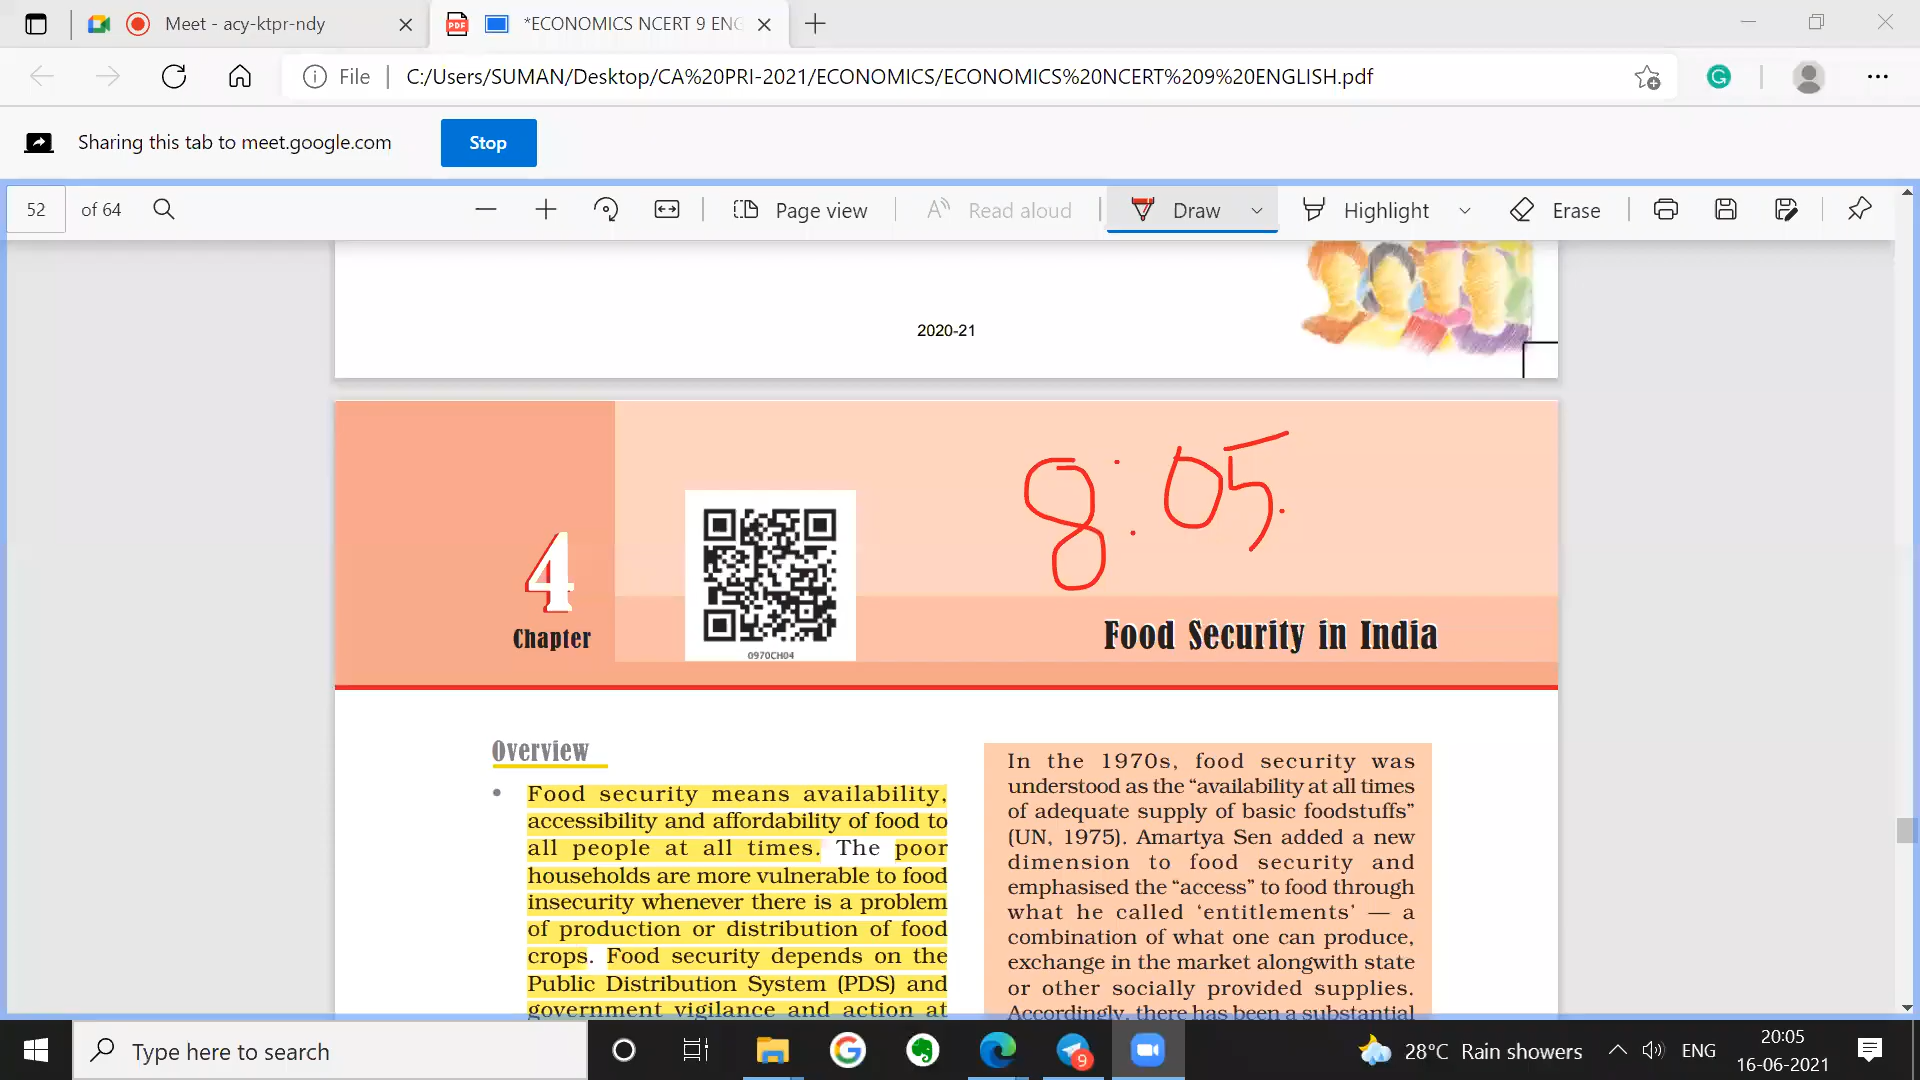 Meet - acy-ktpr-ndy
*ECONOMICS NCERT 9 ENG
File
C:/Users/SUMAN/Desktop/CA%20PRI-2021/ECONOMICS/ECONOMICS%20NCERT%209%20ENGLISH.pdf
Sharing this tab to meet.google.com
Stop
52 of 64
Page view
Read aloud
Draw
Highlight
Erase
2020-21
8:05
4
Chapter
0970CH04
Food Security in India
Overview
• Food security means availability,
accessibility and affordability of food to
all people at all times. The poor
households are more vulnerable to food
insecurity whenever there is a problem
of production or distribution of food
crops. Food security depends on the
Public Distribution System (PDS) and
government vigilance and action at
In the 1970s, food security was
understood as the “availability at all times
of adequate supply of basic foodstuffs”
(UN, 1975). Amartya Sen added a new
dimension to food security and
emphasised the “access” to food through
what he called ‘entitlements’ — a
combination of what one can produce,
exchange in the market alongwith state
or other socially provided supplies.
Accordingly, there has been a substantial
Type here to search
9
28°C Rain showers
ENG
20:05
16-06-2021